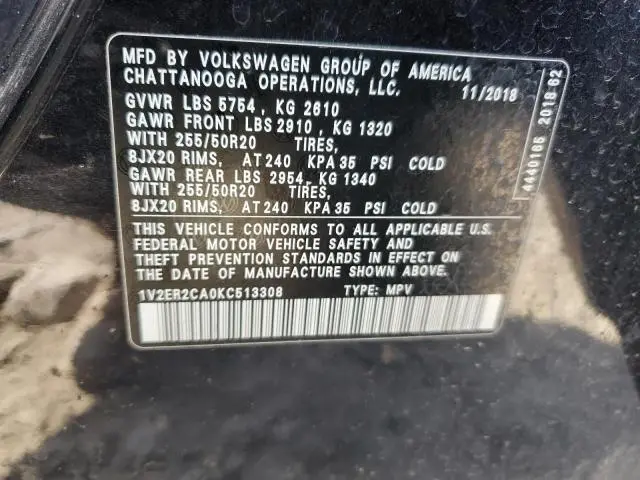 MFD BY VOLKSWAGEN GROUP OF AMERICA
CHATTANOOGA OPERATIONS, LLC. 11/2018
GVWR LBS 5754, KG 2610
GAWR FRONT LBS 2910, KG 1320
WITH 255/50R20 TIRES,
8JX20 RIMS, AT 240 KPA 35 PSI COLD
GAWR REAR LBS 2954, KG 1340
WITH 255/50R20 TIRES,
8JX20 RIMS, AT 240 KPA 35 PSI COLD
THIS VEHICLE CONFORMS TO ALL APPLICABLE U.S.
FEDERAL MOTOR VEHICLE SAFETY AND
THEFT PREVENTION STANDARDS IN EFFECT ON
THE DATE OF MANUFACTURE SHOWN ABOVE.
1V2ER2CA0KC513308 TYPE: MPV
4440165 2018 62